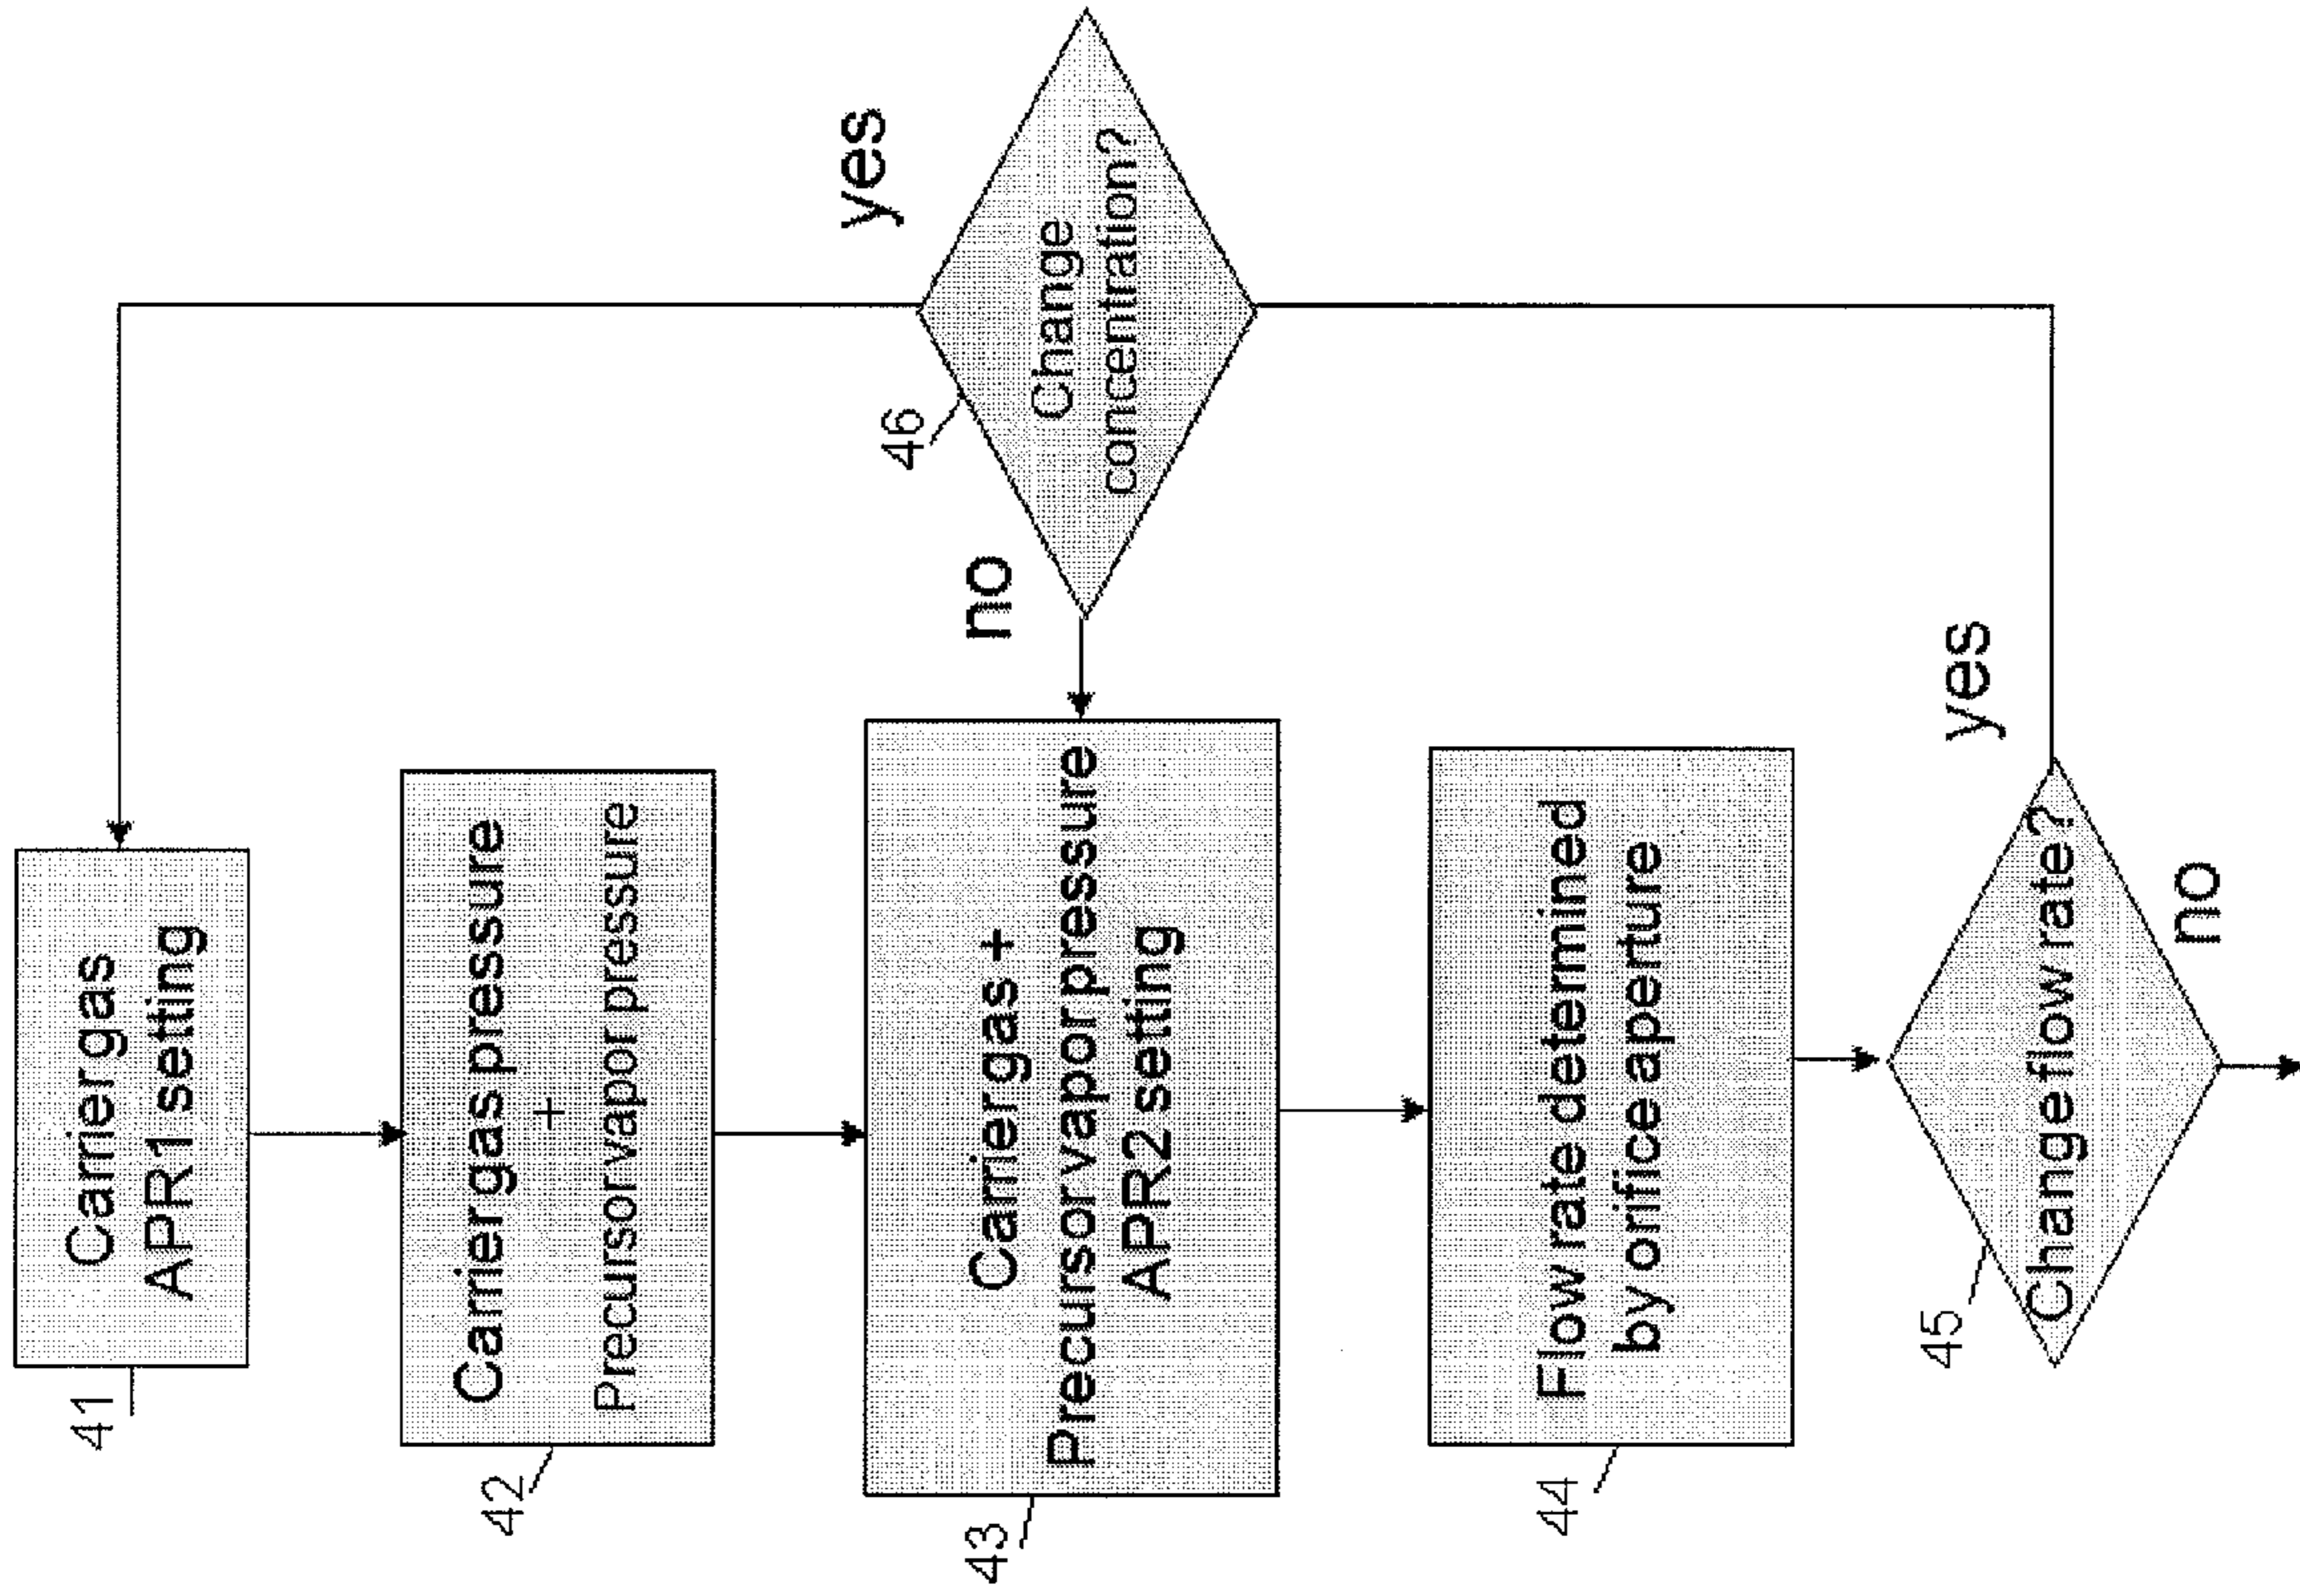 41
Carrier gas
APR1 setting
42
Carrier gas pressure
+
Precursor vapor pressure
43
Carrier gas +
Precursor vapor pressure
APR2 setting
44
Flow rate determined
by orifice aperture
45
Change flow rate?
yes
no
46
Change
concentration?
no
yes